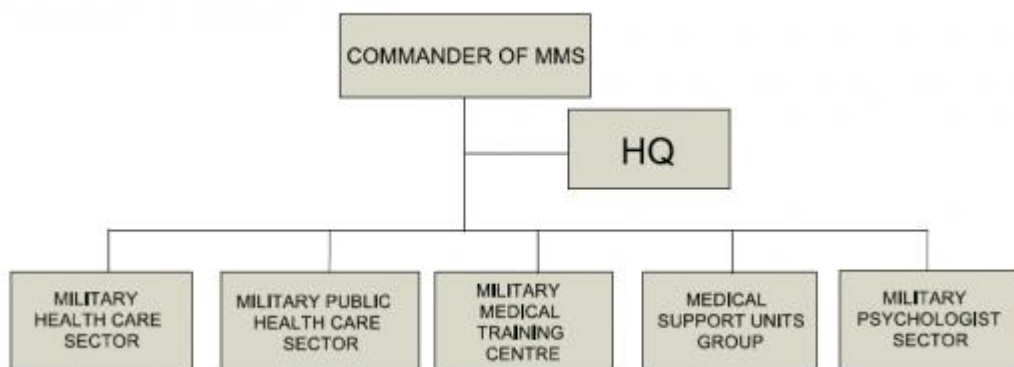 COMMANDER OF MMS
HQ
MILITARY
HEALTH CARE
SECTOR
MILITARY PUBLIC
HEALTH CARE
SECTOR
MILITARY
MEDICAL
TRAINING
CENTRE
MEDICAL
SUPPORT UNITS
GROUP
MILITARY
PSYCHOLOGIST
SECTOR